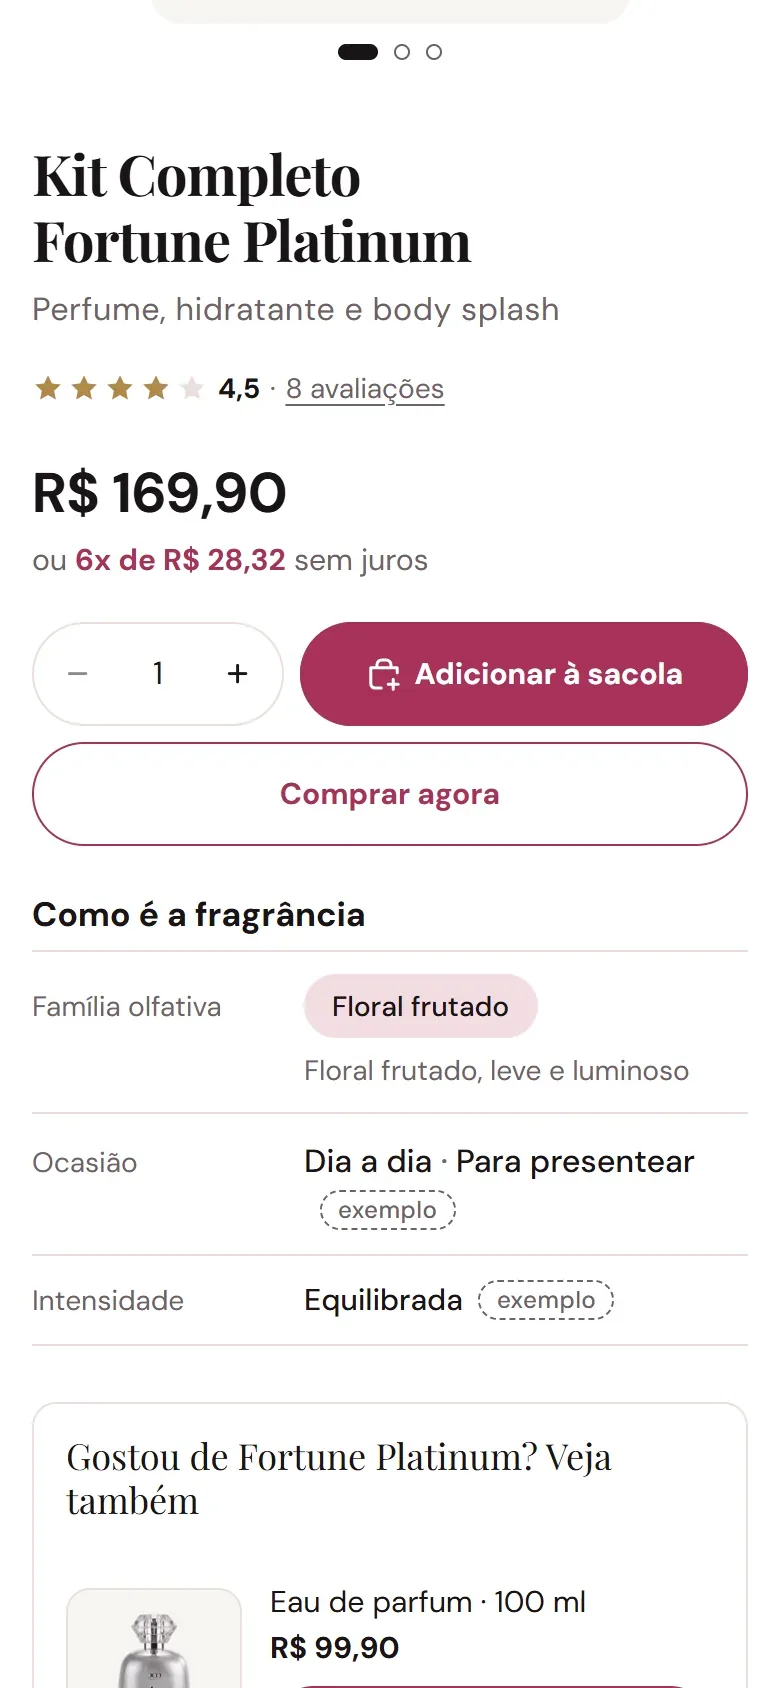 Kit Completo
Fortune Platinum
Perfume, hidratante e body splash
4,5 · 8 avaliações
R$ 169,90
ou 6x de R$ 28,32 sem juros
− 1 + Adicionar à sacola
Comprar agora
Como é a fragrância
Família olfativa Floral frutado
Floral frutado, leve e luminoso
Ocasião Dia a dia · Para presentear
exemplo
Intensidade Equilibrada exemplo
Gostou de Fortune Platinum? Veja
também
Eau de parfum · 100 ml
R$ 99,90